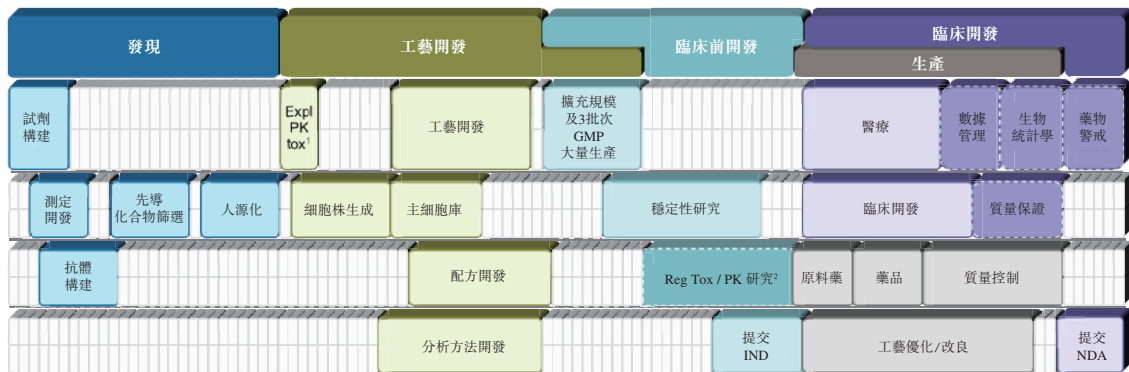 發現
工藝開發
臨床前開發
臨床開發
生產
試劑
構建
Expl
PK
tox¹
工藝開發
擴充規模
及3批次
GMP
大量生產
醫療
數據
管理
生物
統計學
藥物
警戒
測定
開發
先導
化合物篩選
人源化
細胞株生成
主細胞庫
穩定性研究
臨床開發
質量保證
抗體
構建
配方開發
Reg Tox / PK 研究²
原料藥
藥品
質量控制
分析方法開發
提交
IND
工藝優化/改良
提交
NDA